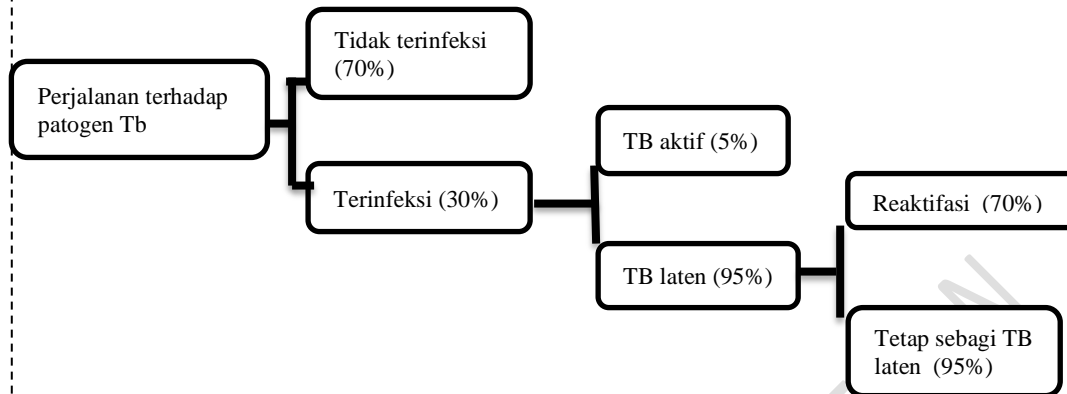 Tidak terinfeksi
(70%)
Perjalanan terhadap
patogen Tb
Terinfeksi (30%)
TB aktif (5%)
TB laten (95%)
Reaktifasi (70%)
Tetap sebagi TB
laten (95%)